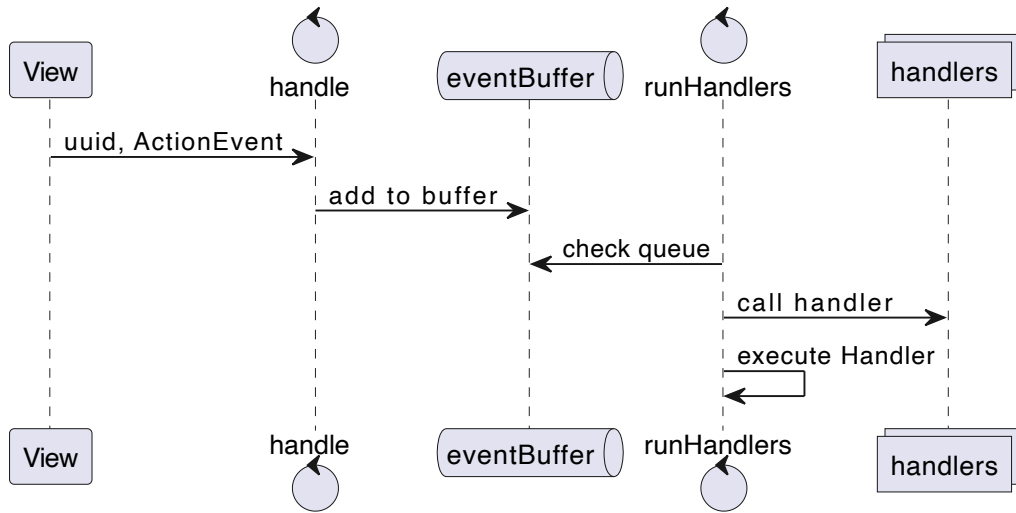 View
handle
eventBuffer
runHandlers
handlers
uuid, ActionEvent
add to buffer
check queue
call handler
execute Handler
View
handle
eventBuffer
runHandlers
handlers